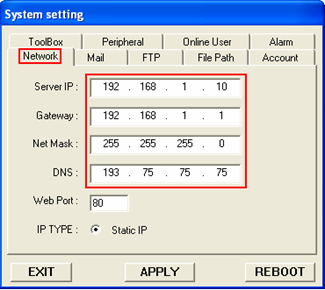 System setting
ToolBox Peripheral Online User Alarm
Network Mail FTP File Path Account
Server IP : 192 . 168 . 1 . 10
Gateway : 192 . 168 . 1 . 1
Net Mask : 255 . 255 . 255 . 0
DNS : 193 . 75 . 75 . 75
Web Port : 80
IP TYPE : Static IP
EXIT APPLY REBOOT